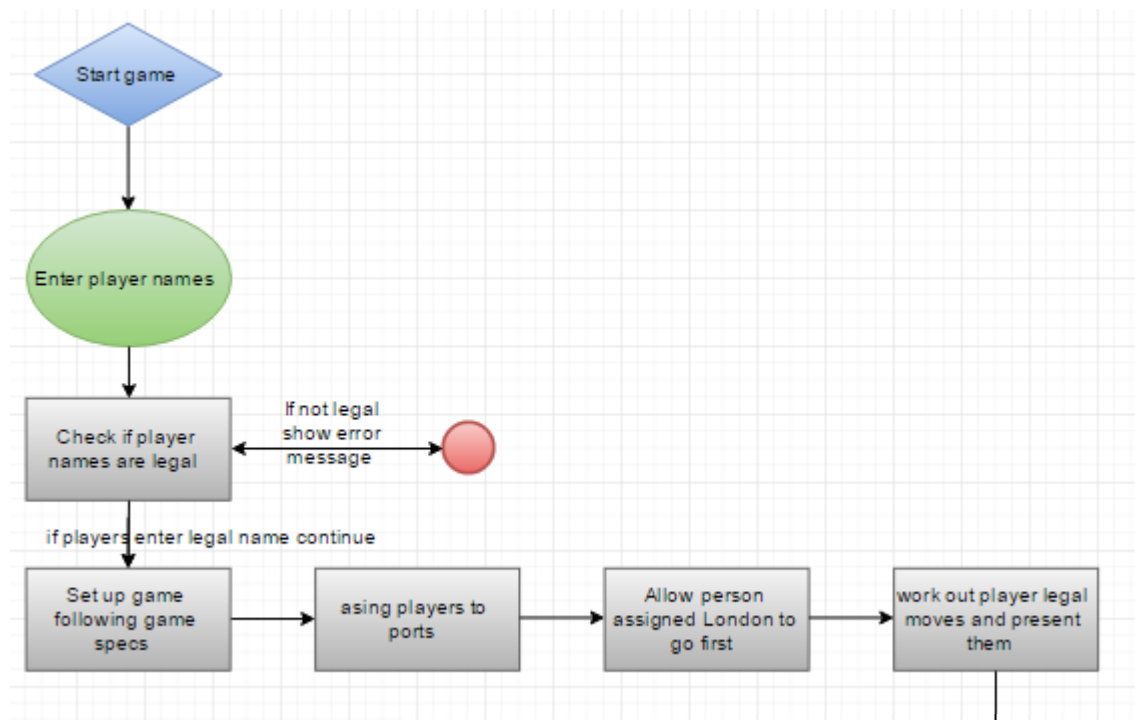 Start game
Enter player names
Check if player
names are legal
If not legal
show error
message
if players enter legal name continue
Set up game
following game
specs
asing players to
ports
Allow person
assigned London to
go first
work out player legal
moves and present
them